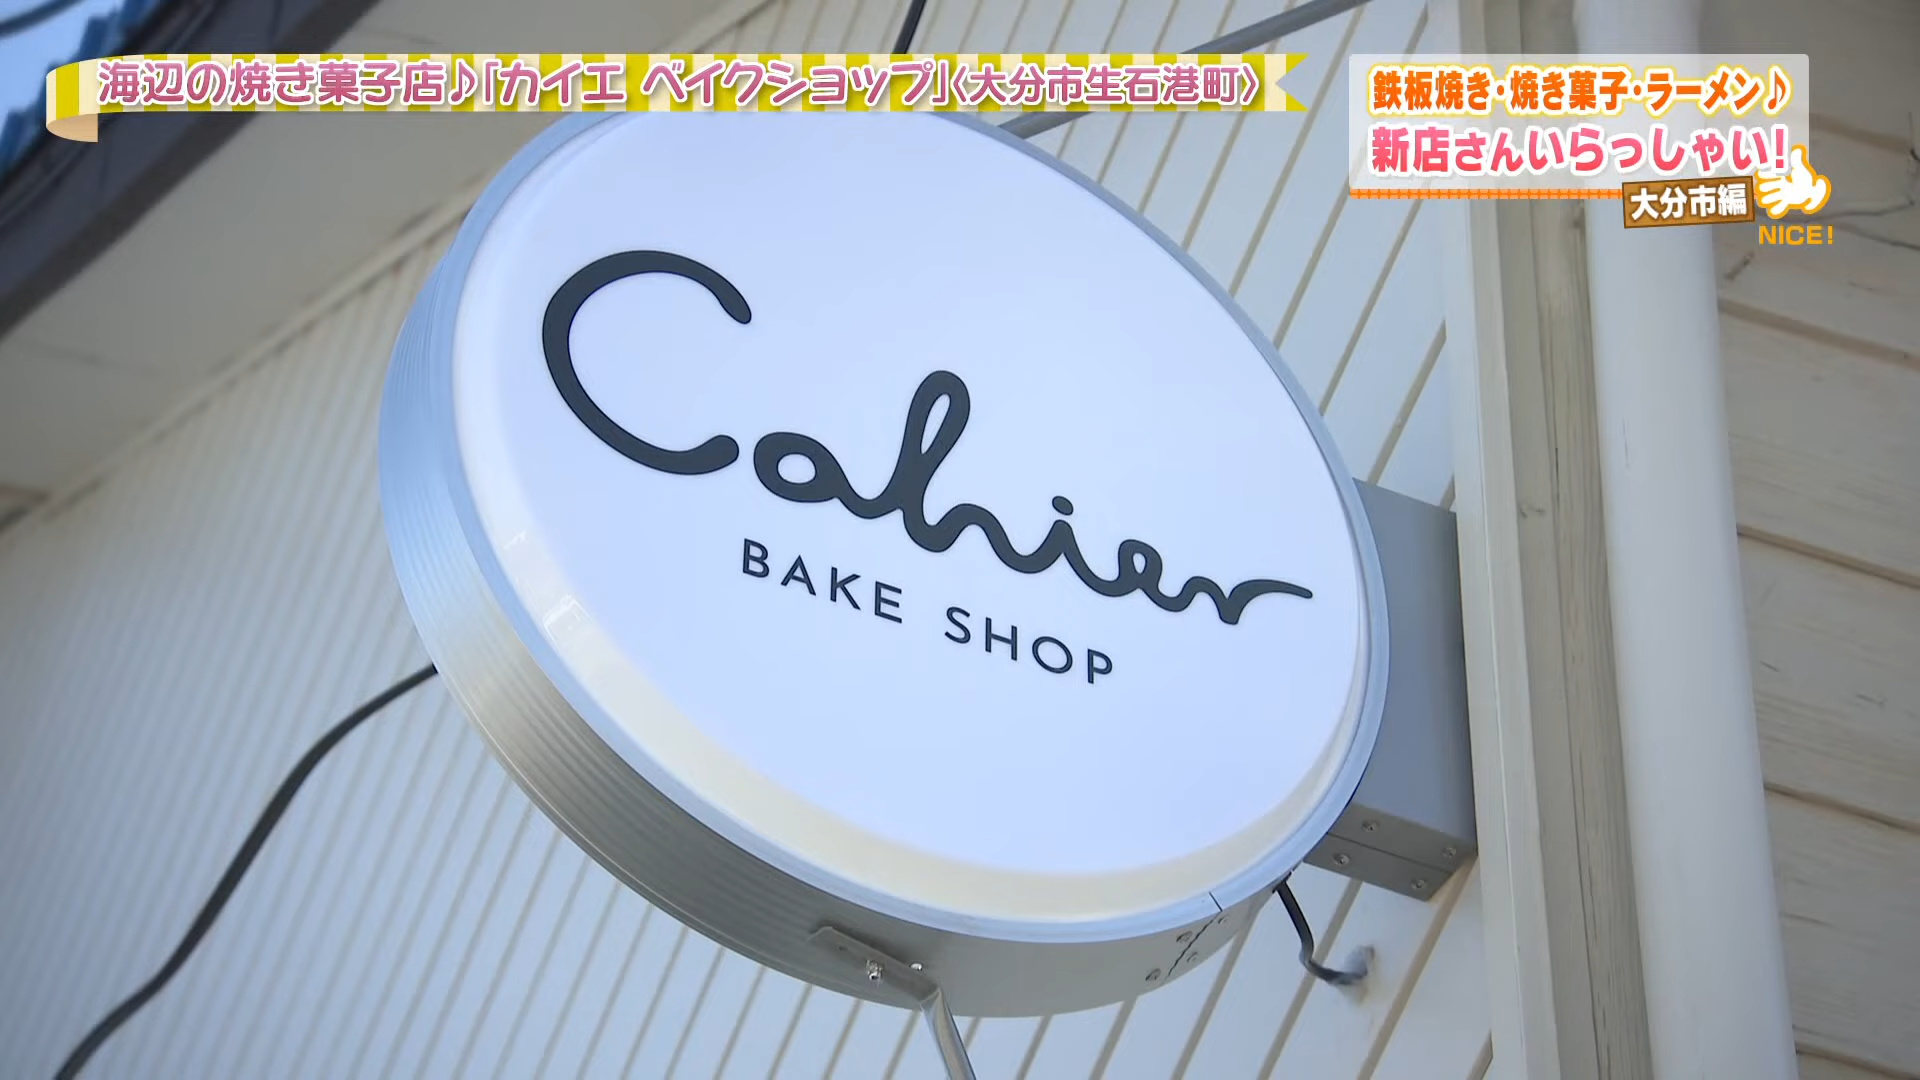 海辺の焼き菓子店♪「カイエ ベイクショップ」〈大分市生石港町〉
鉄板焼き・焼き菓子・ラーメン♪
新店さんいらっしゃい!
大分市編
NICE!
Cahier
BAKE SHOP